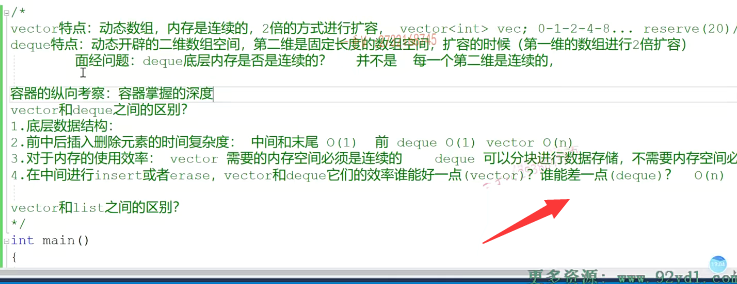 /*
vector特点：动态数组，内存是连续的，2倍的方式进行扩容， vector<int> vec; 0-1-2-4-8... reserve(20)/
deque特点：动态开辟的二维数组空间，第二维是固定长度的数组空间，扩容的时候（第一维的数组进行2倍扩容）
面经问题：deque底层内存是否是连续的？ 并不是 每一个第二维是连续的，
容器的纵向考察：容器掌握的深度
vector和deque之间的区别？
1.底层数据结构：
2.前中后插入删除元素的时间复杂度： 中间和末尾 O(1) 前 deque O(1) vector O(n)
3.对于内存的使用效率： vector 需要的内存空间必须是连续的 deque 可以分块进行数据存储，不需要内存空间必
4.在中间进行insert或者erase，vector和deque它们的效率谁能好一点(vector)？谁能差一点(deque)？ O(n)
vector和list之间的区别？
*/
int main()
{
更多资源：www.92xdl.com